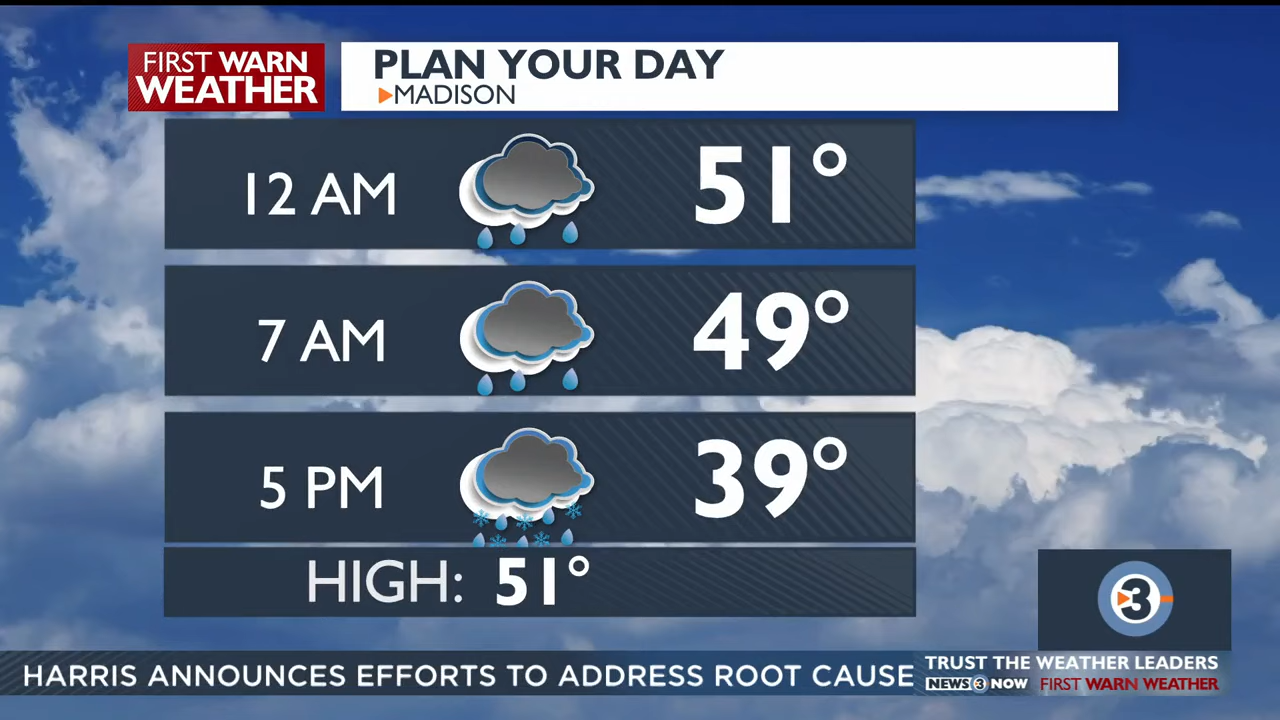 FIRST WARN
WEATHER
PLAN YOUR DAY
MADISON
12 AM 51°
7 AM 49°
5 PM 39°
HIGH: 51°
3
HARRIS ANNOUNCES EFFORTS TO ADDRESS ROOT CAUSE
TRUST THE WEATHER LEADERS
NEWS 3 NOW FIRST WARN WEATHER